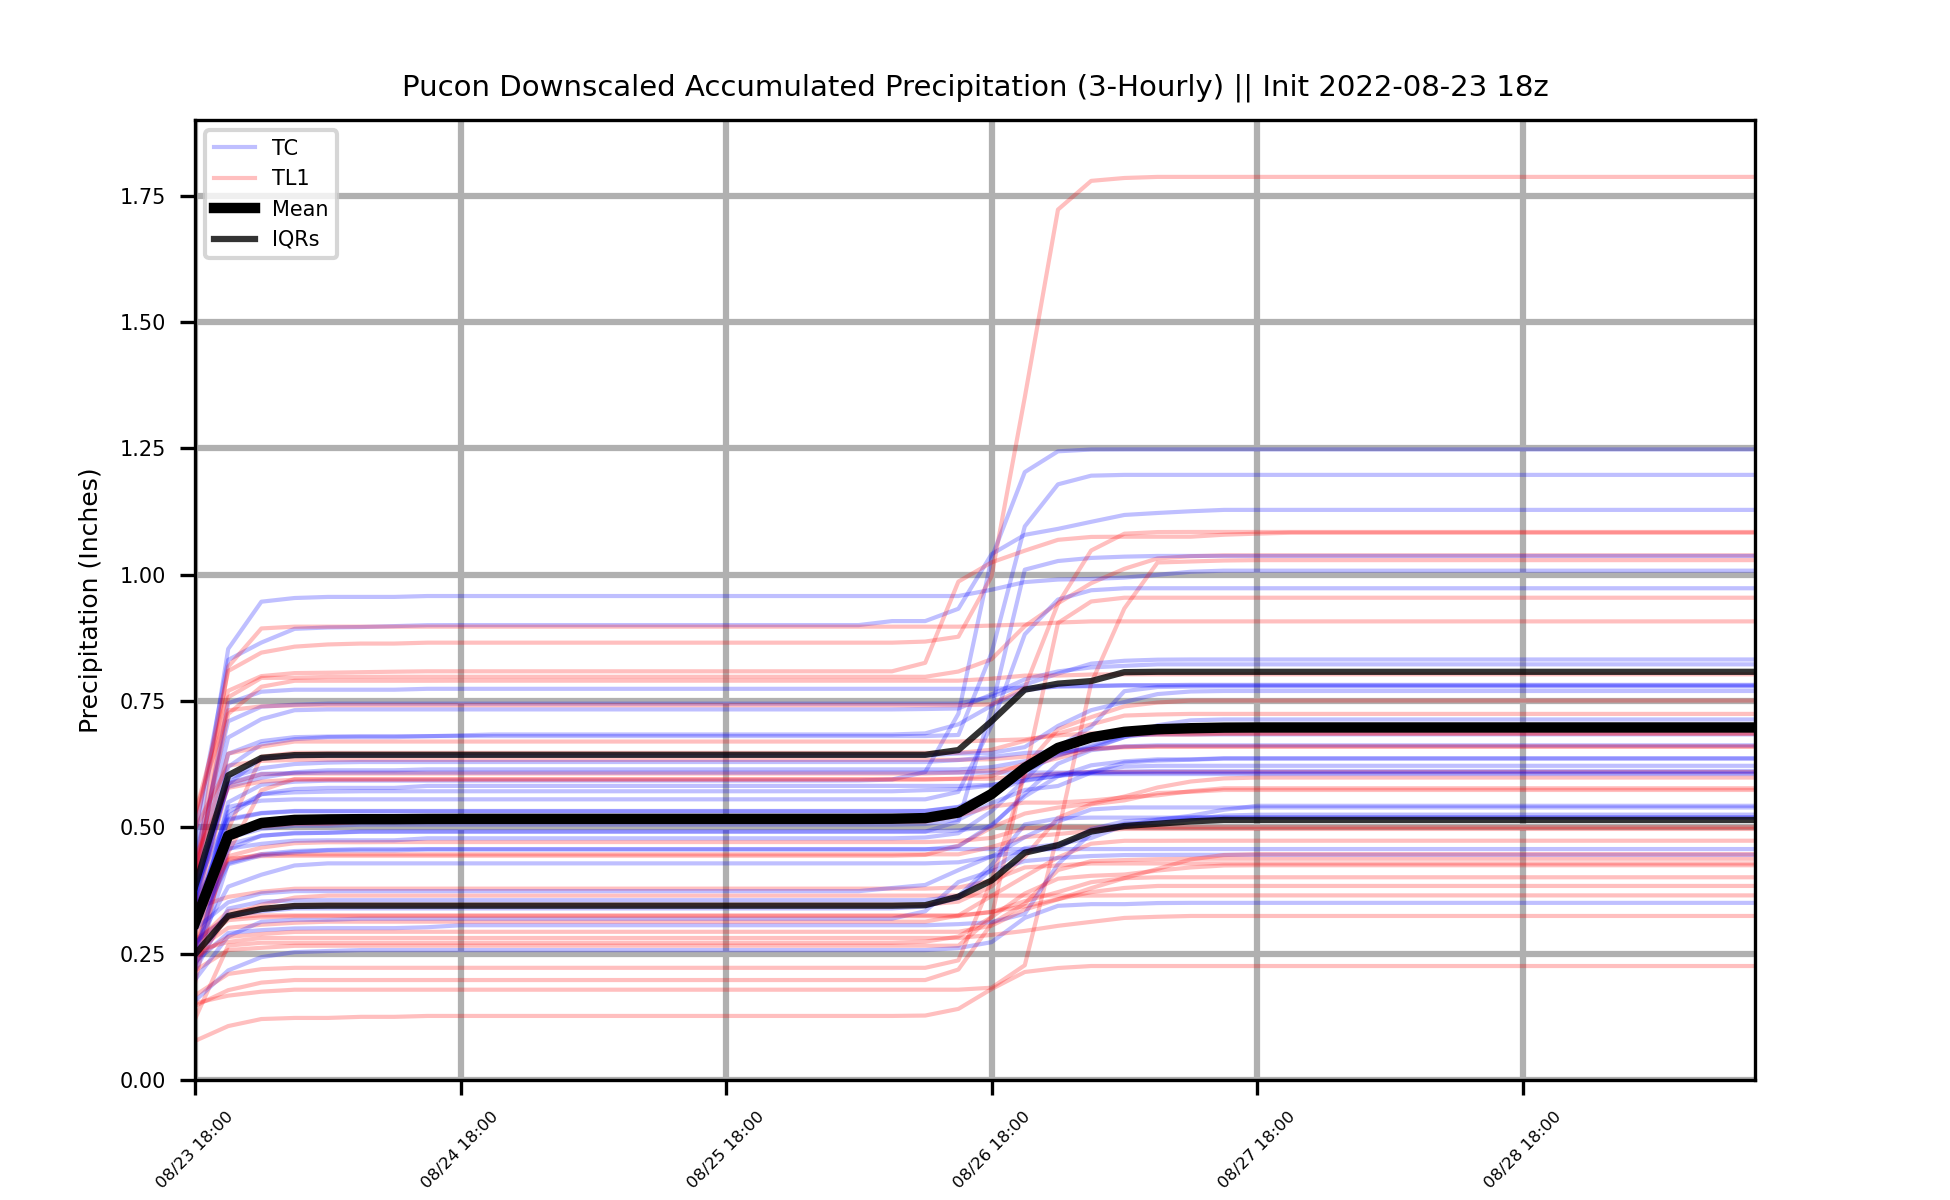 Pucon Downscaled Accumulated Precipitation (3-Hourly) || Init 2022-08-23 18z
TC
TL1
Mean
IQRs
Precipitation (Inches)
1.75
1.50
1.25
1.00
0.75
0.50
0.25
0.00
08/23 18:00
08/24 18:00
08/25 18:00
08/26 18:00
08/27 18:00
08/28 18:00